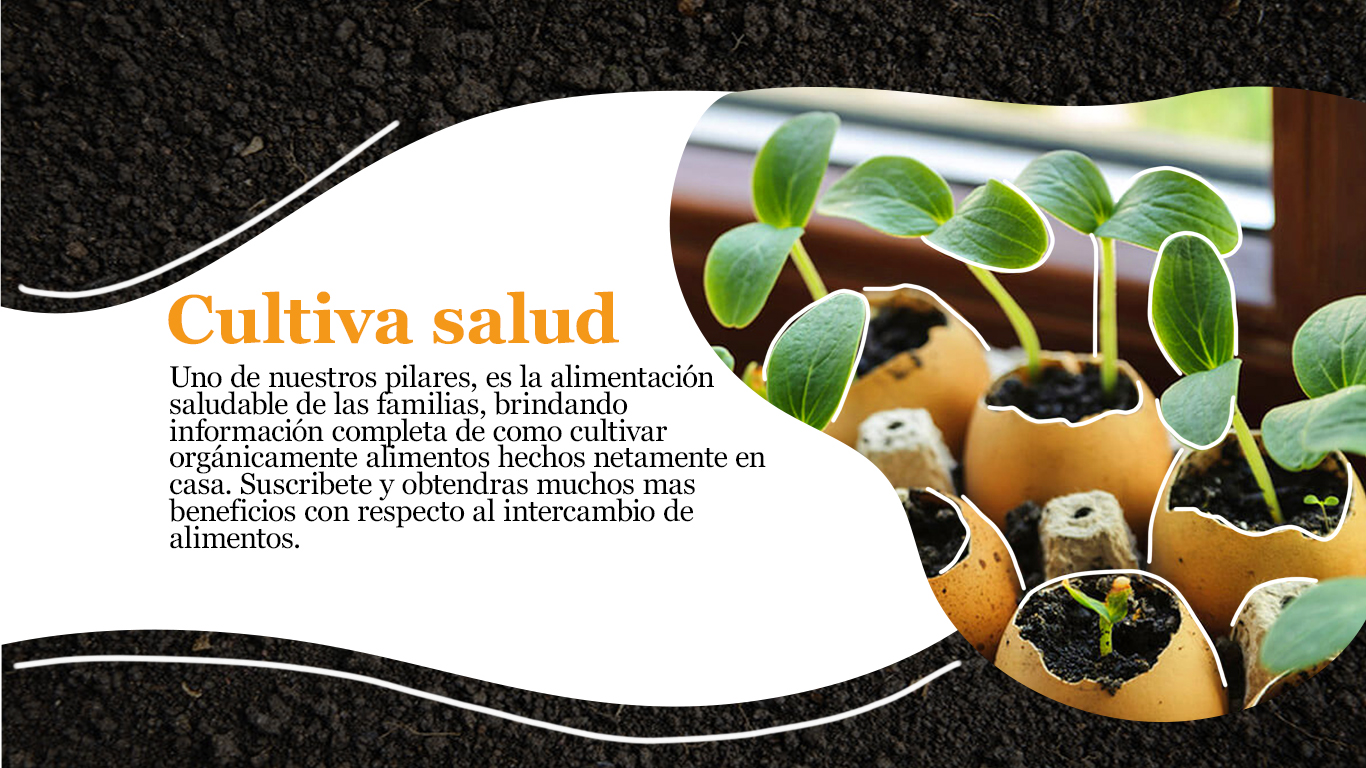 Cultiva salud
Uno de nuestros pilares, es la alimentación
saludable de las familias, brindando
información completa de como cultivar
orgánicamente alimentos hechos netamente en
casa. Suscribete y obtendras muchos mas
beneficios con respecto al intercambio de
alimentos.